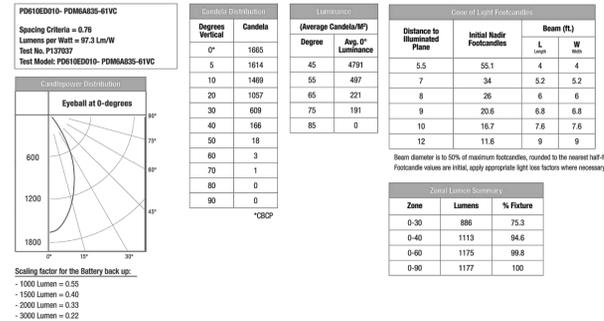 PD610ED010- PDM6A835-61VC
Spacing Criteria = 0.76
Lumens per Watt = 97.3 Lm/W
Test No. P137037
Test Model: PD610ED010- PDM6A835-61VC
Candlepower Distribution
Eyeball at 0-degrees
90°
75°
60°
45°
600
1200
1800
0° 15° 30°
Scaling factor for the Battery back up:
- 1000 Lumen = 0.55
- 1500 Lumen = 0.40
- 2000 Lumen = 0.33
- 3000 Lumen = 0.22
Candela Distribution
Degrees Vertical Candela
0* 1665
5 1614
10 1469
20 1057
30 609
40 166
50 18
60 3
70 1
80 0
90 0
*CBCP
Luminance
(Average Candela/M²)
Degree Avg. 0° Luminance
45 4791
55 497
65 221
75 191
85 0
Cone of Light Footcandles
Distance to Illuminated Plane Initial Nadir Footcandles Beam (ft.)
L Length W Width
5.5 55.1 4 4
7 34 5.2 5.2
8 26 6 6
9 20.6 6.8 6.8
10 16.7 7.6 7.6
12 11.6 9 9
Beam diameter is to 50% of maximum footcandles, rounded to the nearest half-f
Footcandle values are initial, apply appropriate light loss factors where necessary
Zonal Lumen Summary
Zone Lumens % Fixture
0-30 886 75.3
0-40 1113 94.6
0-60 1175 99.8
0-90 1177 100